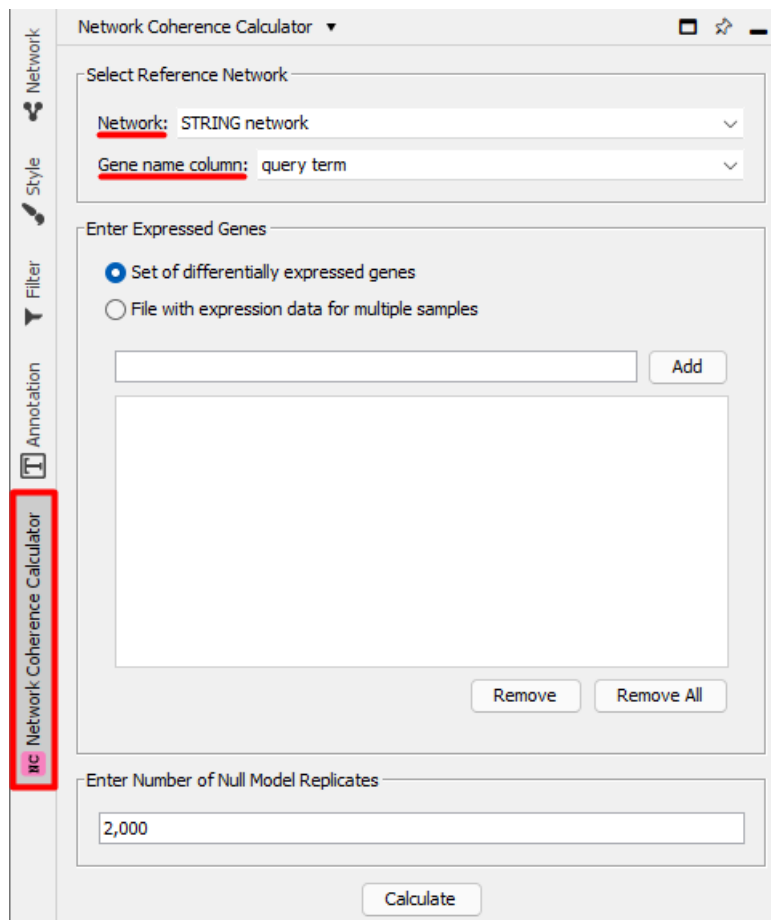 Network Coherence Calculator
Network
Style
Filter
Annotation
NC Network Coherence Calculator
Select Reference Network
Network: STRING network
Gene name column: query term
Enter Expressed Genes
Set of differentially expressed genes
File with expression data for multiple samples
Add
Remove Remove All
Enter Number of Null Model Replicates
2,000
Calculate